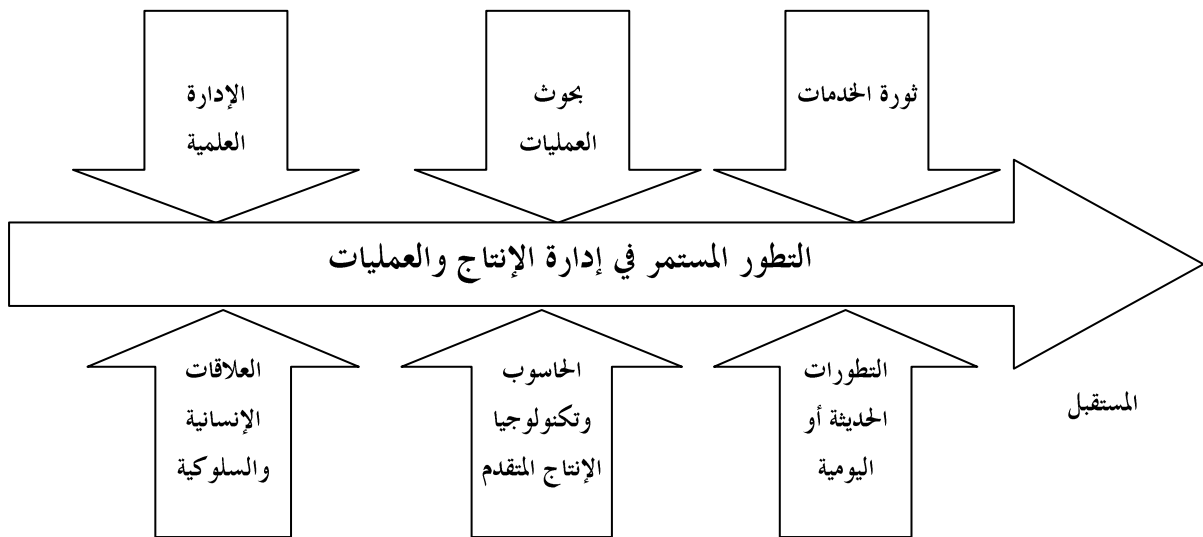 ثورة الخدمات
بحوث
العمليات
الإدارة
العلمية
التطور المستمر في إدارة الإنتاج والعمليات
التطورات
الحديثة أو
اليومية
الحاسوب
وتكنولوجيا
الإنتاج المتقدم
العلاقات
الإنسانية
والسلوكية
المستقبل